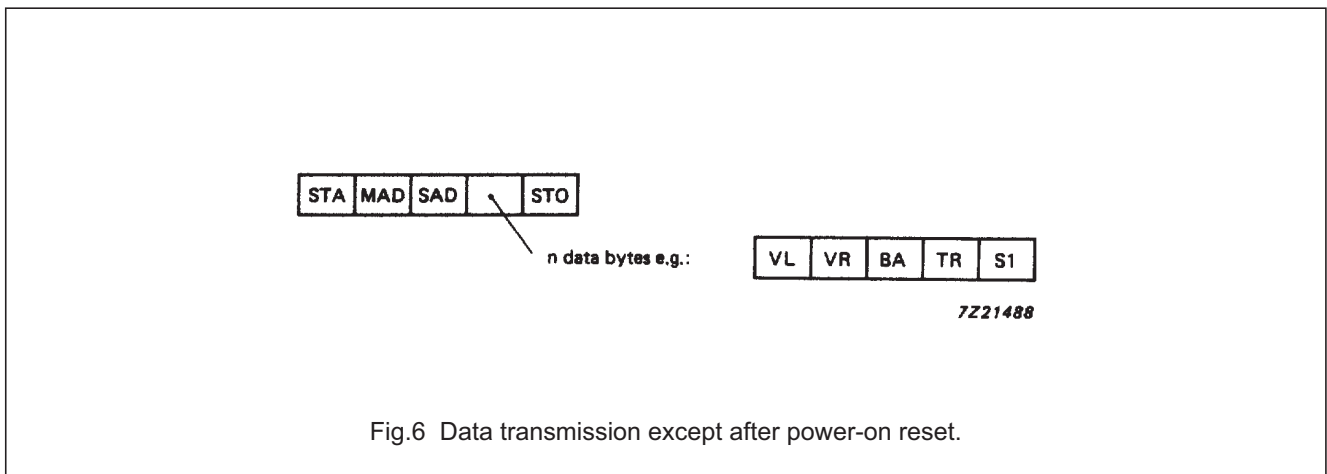 STA MAD SAD STO
n data bytes e.g.:
VL VR BA TR S1
7Z21488
Fig.6 Data transmission except after power-on reset.